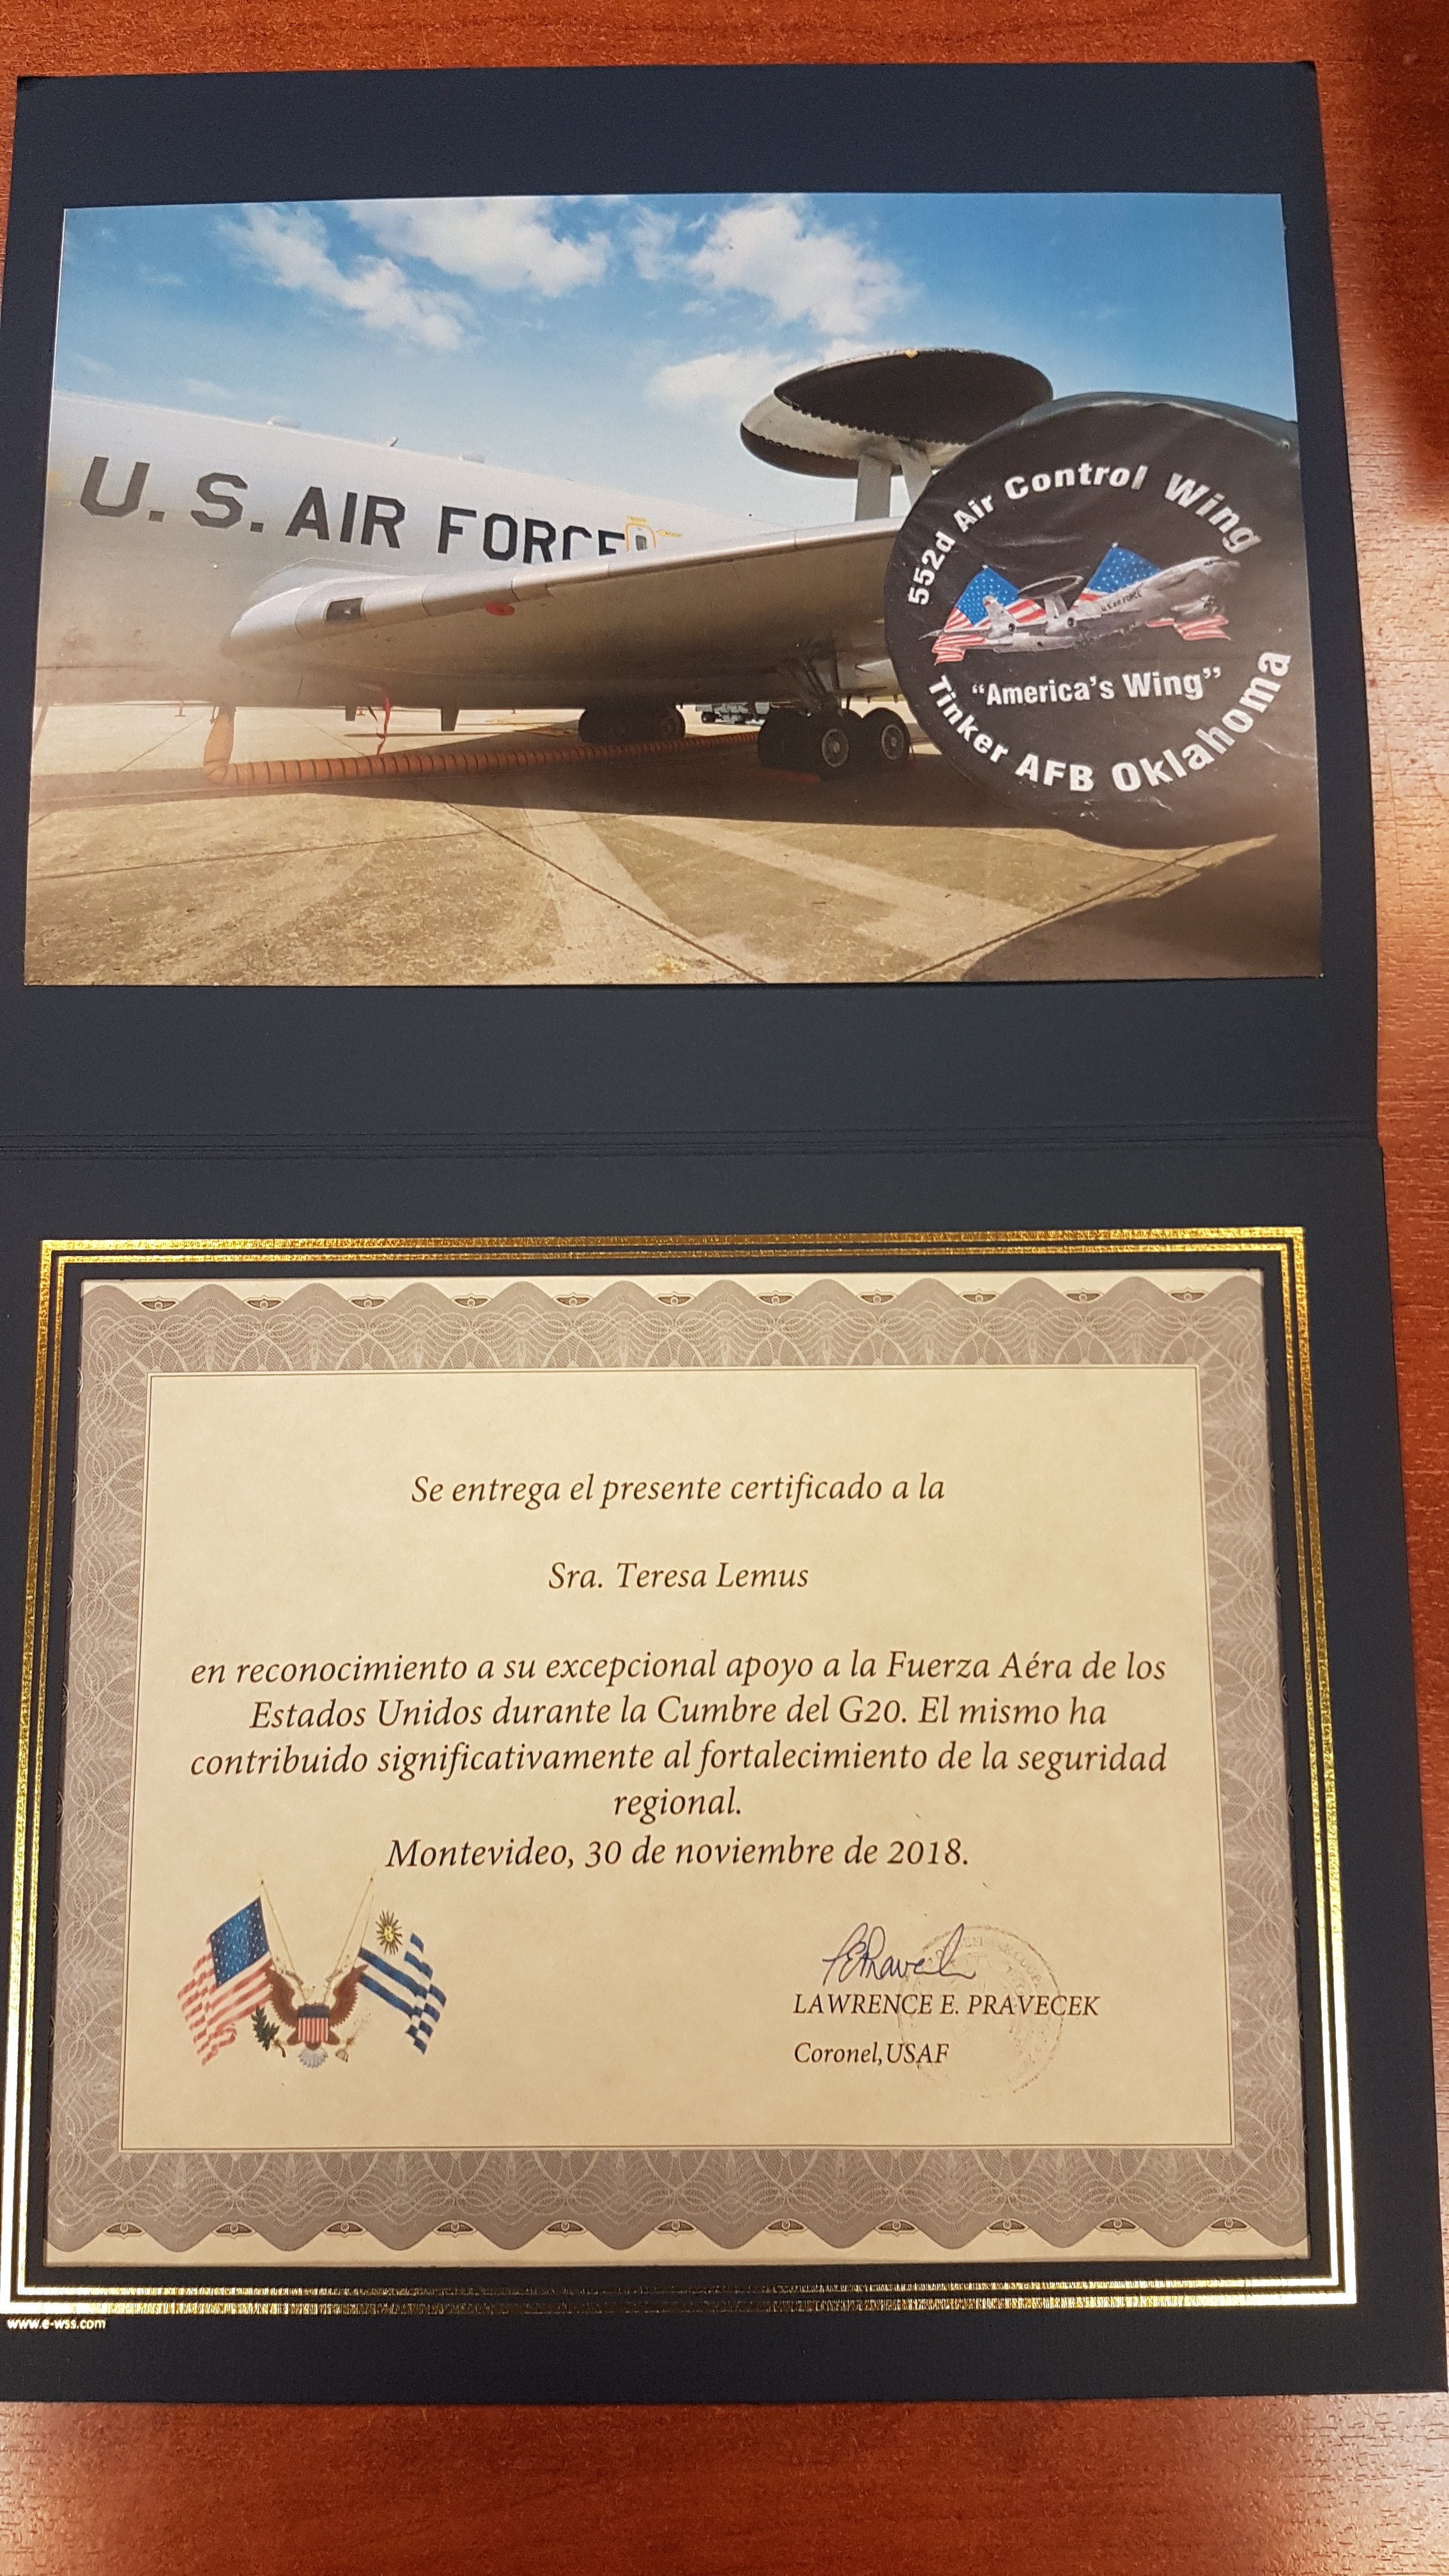 U.S. AIR FORCE
552d Air Control Wing
U.S. AIR FORCE
"America's Wing"
Tinker AFB Oklahoma
Se entrega el presente certificado a la
Sra. Teresa Lemus
en reconocimiento a su excepcional apoyo a la Fuerza Aéra de los
Estados Unidos durante la Cumbre del G20. El mismo ha
contribuido significativamente al fortalecimiento de la seguridad
regional.
Montevideo, 30 de noviembre de 2018.
LAWRENCE E. PRAVECEK
Coronel,USAF
www.e-wss.com